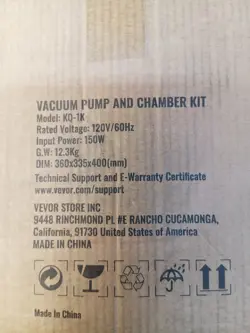 VACUUM PUMP AND CHAMBER KIT
Model: KQ-1K
Rated Voltage: 120V/60Hz
Input Power: 150W
G.W: 12.3Kg
DIM: 360x335x400(mm)
Technical Support and E-Warranty Certificate
www.vevor.com/support
VEVOR STORE INC
9448 RINCHMOND PL #E RANCHO CUCAMONGA,
California, 91730 United States of America
MADE IN CHINA
Made In China